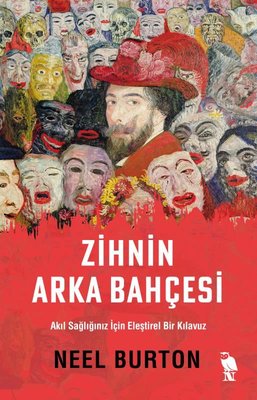 ZİHNİN
ARKA BAHÇESİ
Akıl Sağlığınız İçin Eleştirel Bir Kılavuz
NEEL BURTON